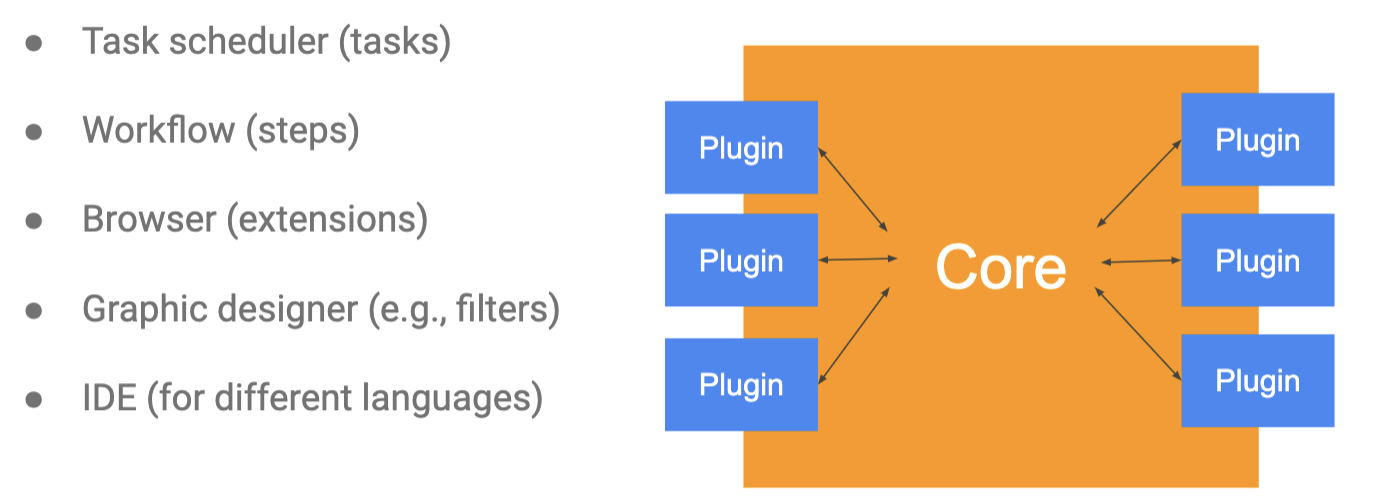 ● Task scheduler (tasks)
● Workflow (steps)
● Browser (extensions)
● Graphic designer (e.g., filters)
● IDE (for different languages)
Plugin
Plugin
Plugin
Core
Plugin
Plugin
Plugin